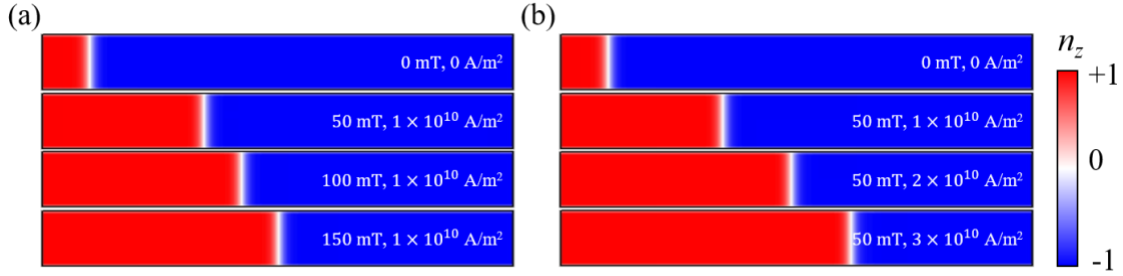 (a)
0 mT, 0 A/m²
50 mT, 1 × 10¹⁰ A/m²
100 mT, 1 × 10¹⁰ A/m²
150 mT, 1 × 10¹⁰ A/m²
(b)
0 mT, 0 A/m²
50 mT, 1 × 10¹⁰ A/m²
50 mT, 2 × 10¹⁰ A/m²
50 mT, 3 × 10¹⁰ A/m²
n_z
+1
0
-1